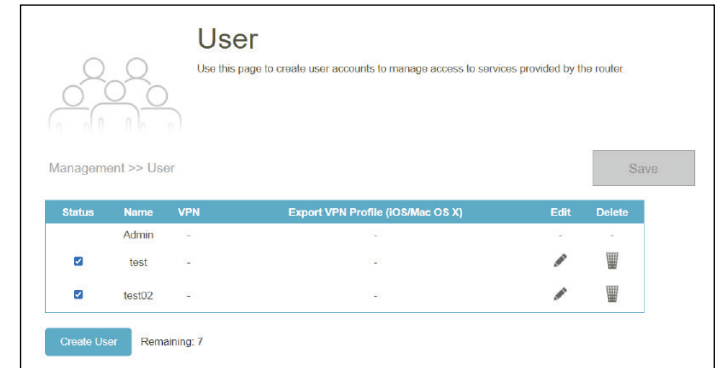 User
Use this page to create user accounts to manage access to services provided by the router.
Management >> User
Save
Status Name VPN Export VPN Profile (iOS/Mac OS X) Edit Delete
Admin - - - -
test - -
test02 - -
Create User Remaining: 7